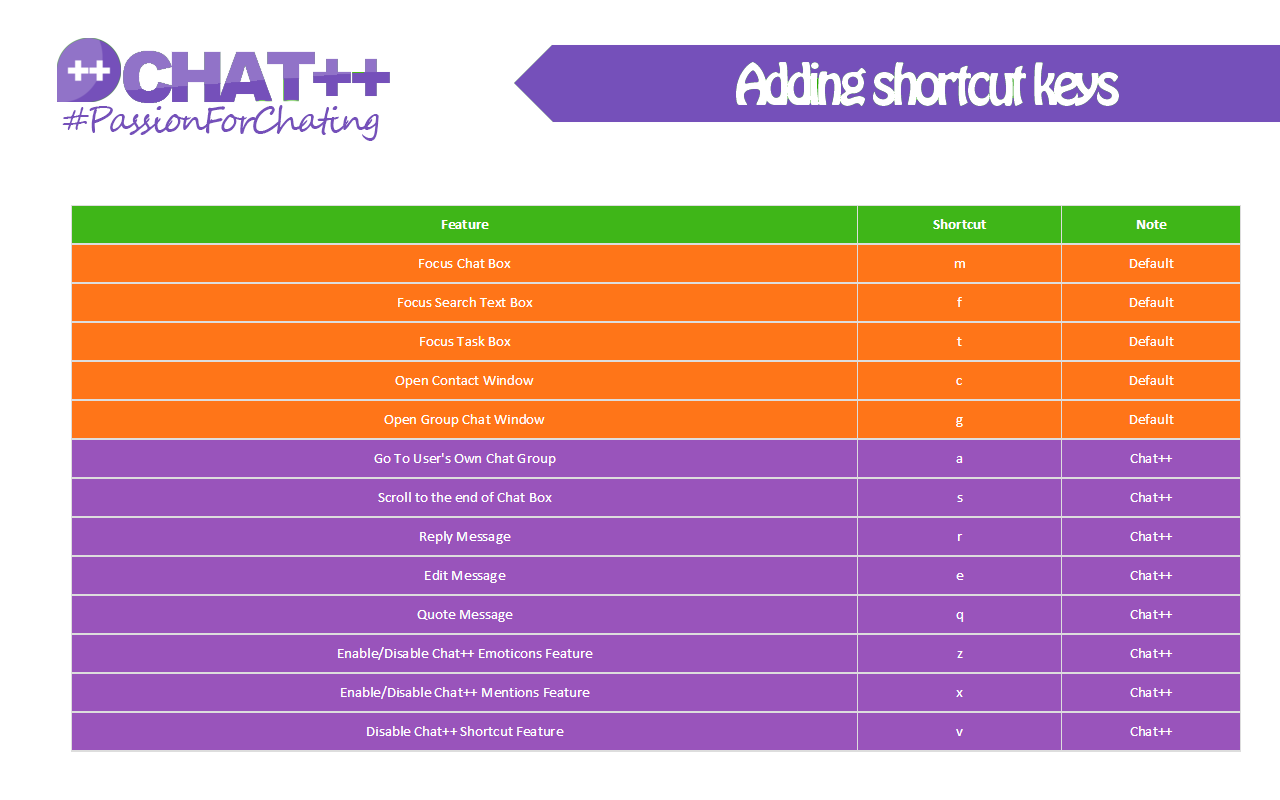 ++ CHAT++
#PassionForChating
Adding shortcut keys
Feature Shortcut Note
Focus Chat Box m Default
Focus Search Text Box f Default
Focus Task Box t Default
Open Contact Window c Default
Open Group Chat Window g Default
Go To User's Own Chat Group a Chat++
Scroll to the end of Chat Box s Chat++
Reply Message r Chat++
Edit Message e Chat++
Quote Message q Chat++
Enable/Disable Chat++ Emoticons Feature z Chat++
Enable/Disable Chat++ Mentions Feature x Chat++
Disable Chat++ Shortcut Feature v Chat++